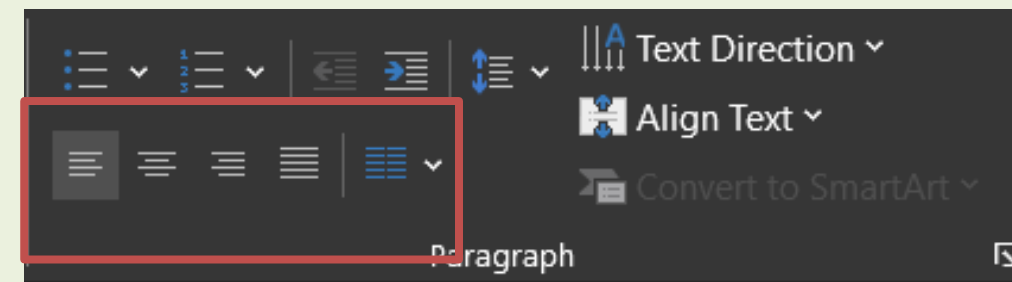 Text Direction
Align Text
Convert to SmartArt
Paragraph